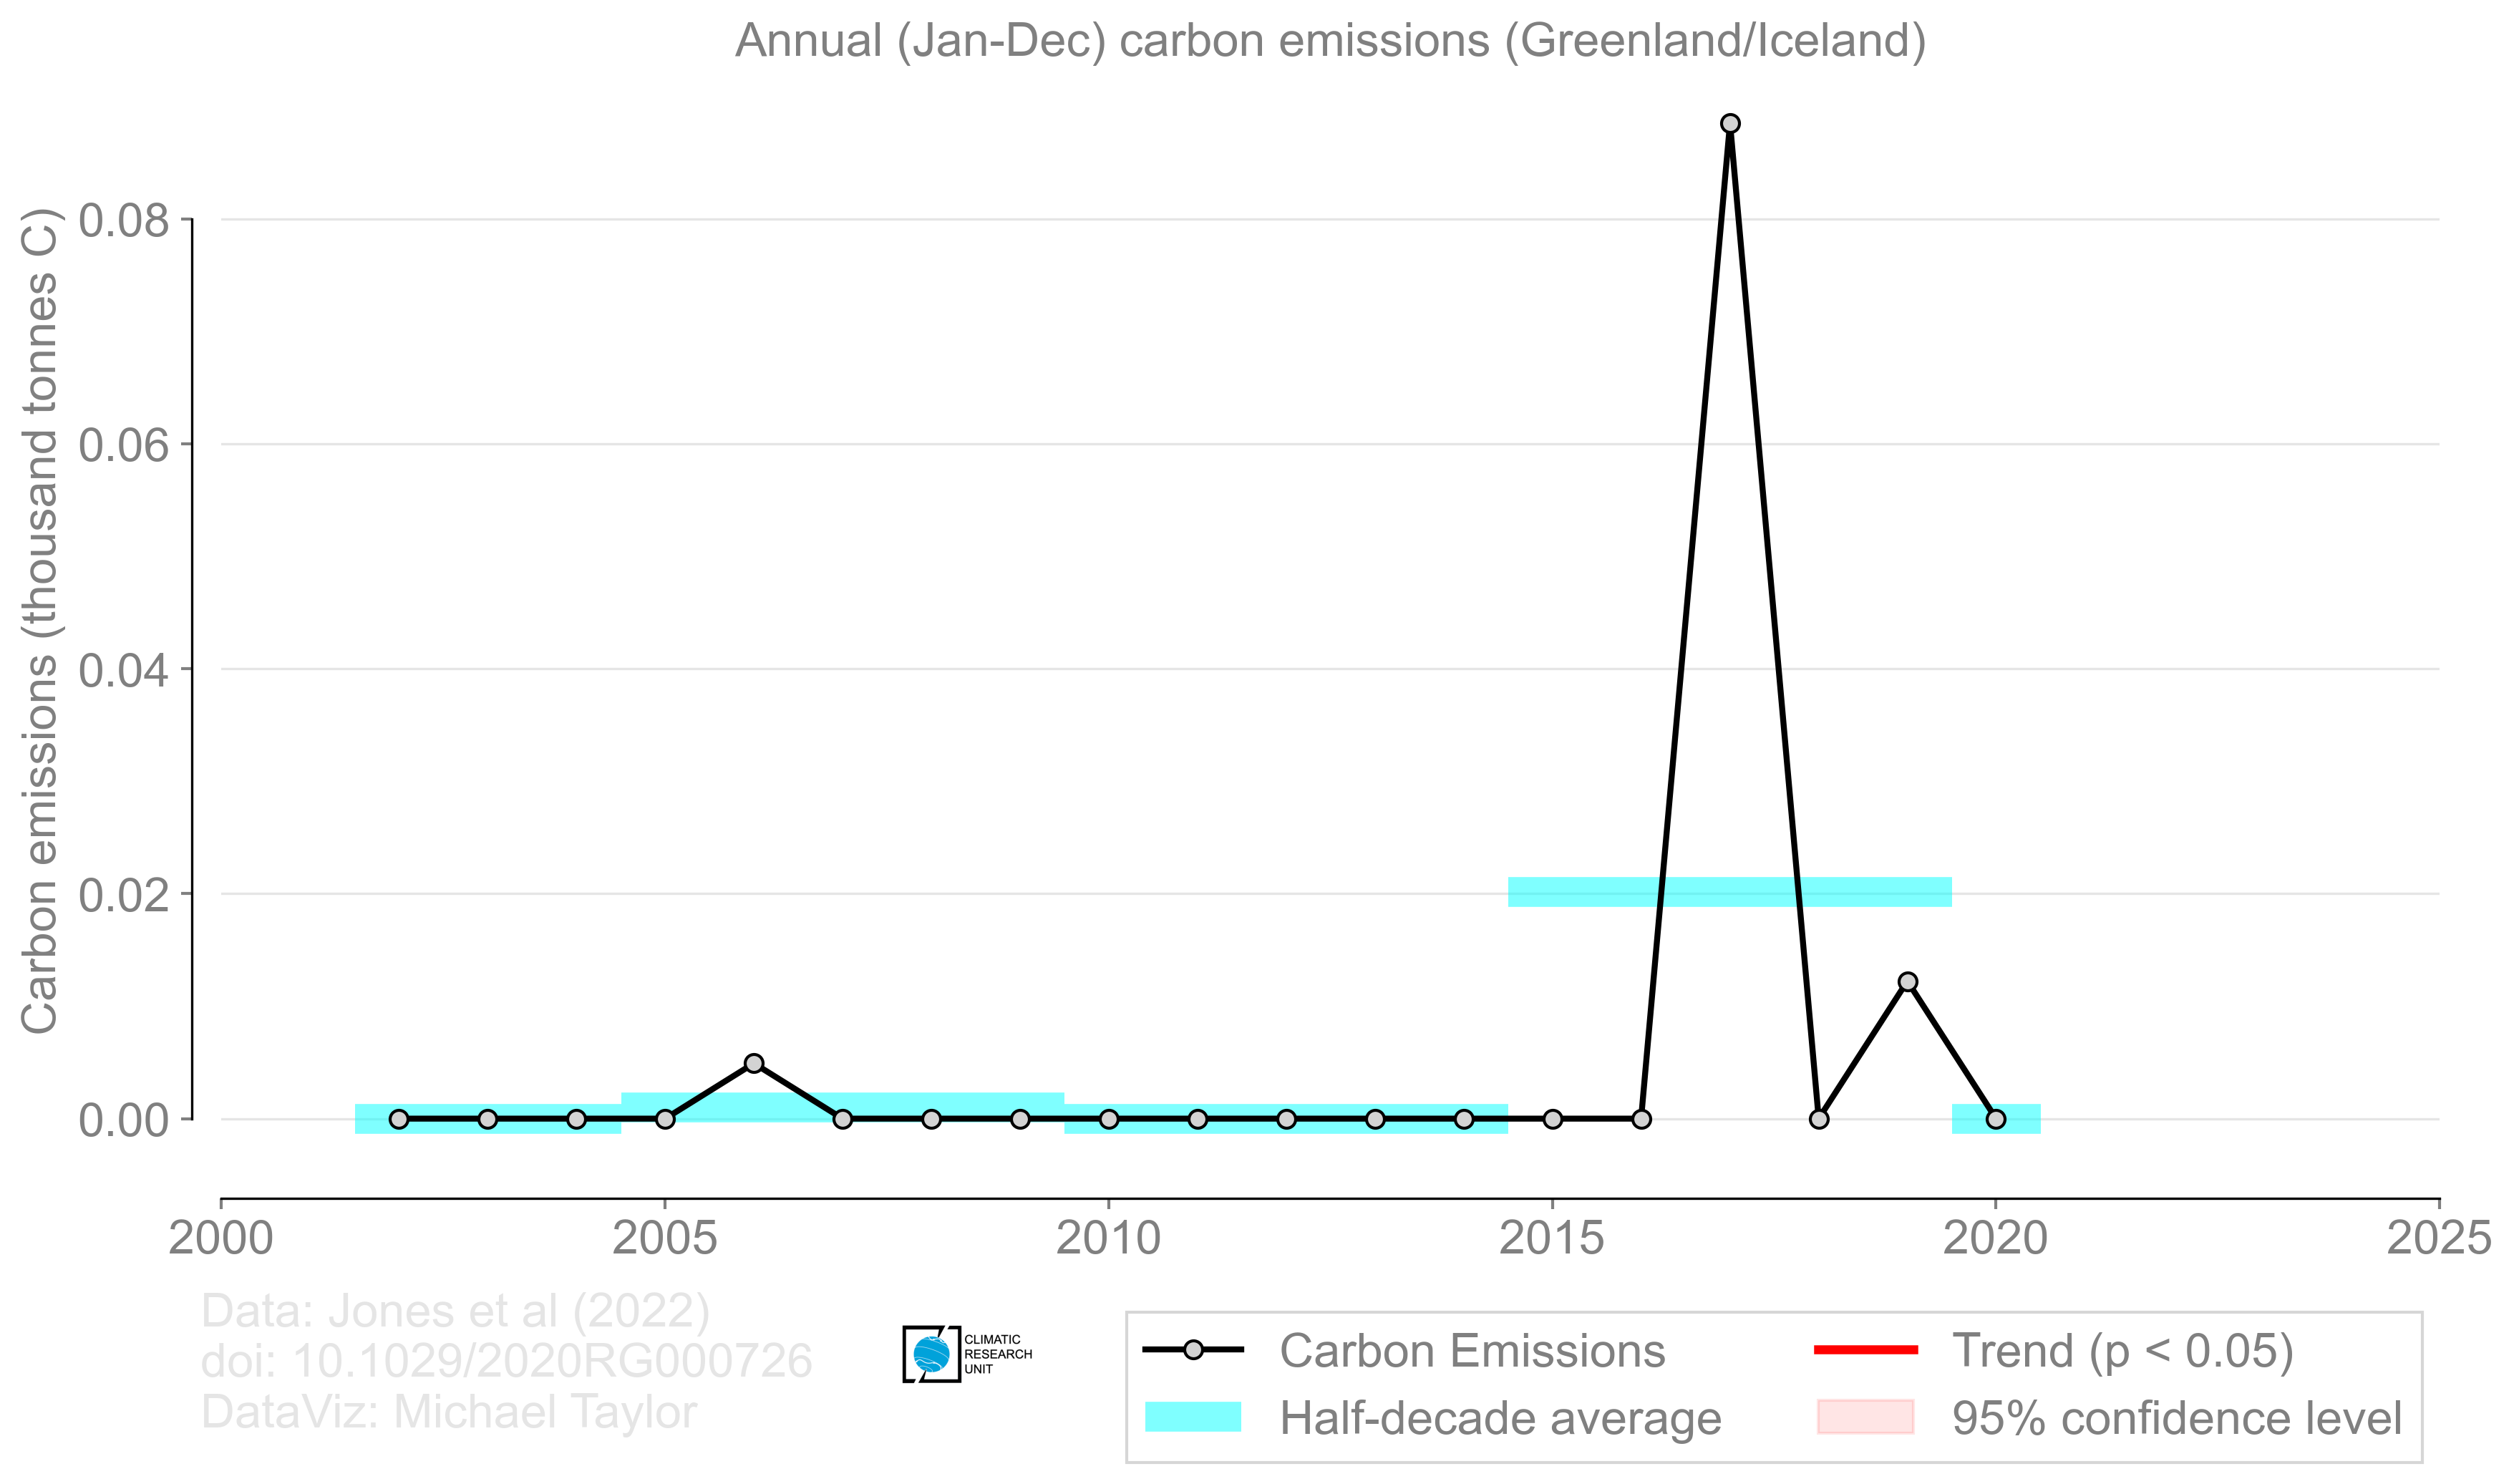 Annual (Jan-Dec) carbon emissions (Greenland/Iceland)
Carbon emissions (thousand tonnes C)
0.08
0.06
0.04
0.02
0.00
2000
2005
2010
2015
2020
2025
Data: Jones et al (2022)
doi: 10.1029/2020RG000726
DataViz: Michael Taylor
CLIMATIC
RESEARCH
UNIT
Carbon Emissions
Half-decade average
Trend (p < 0.05)
95% confidence level